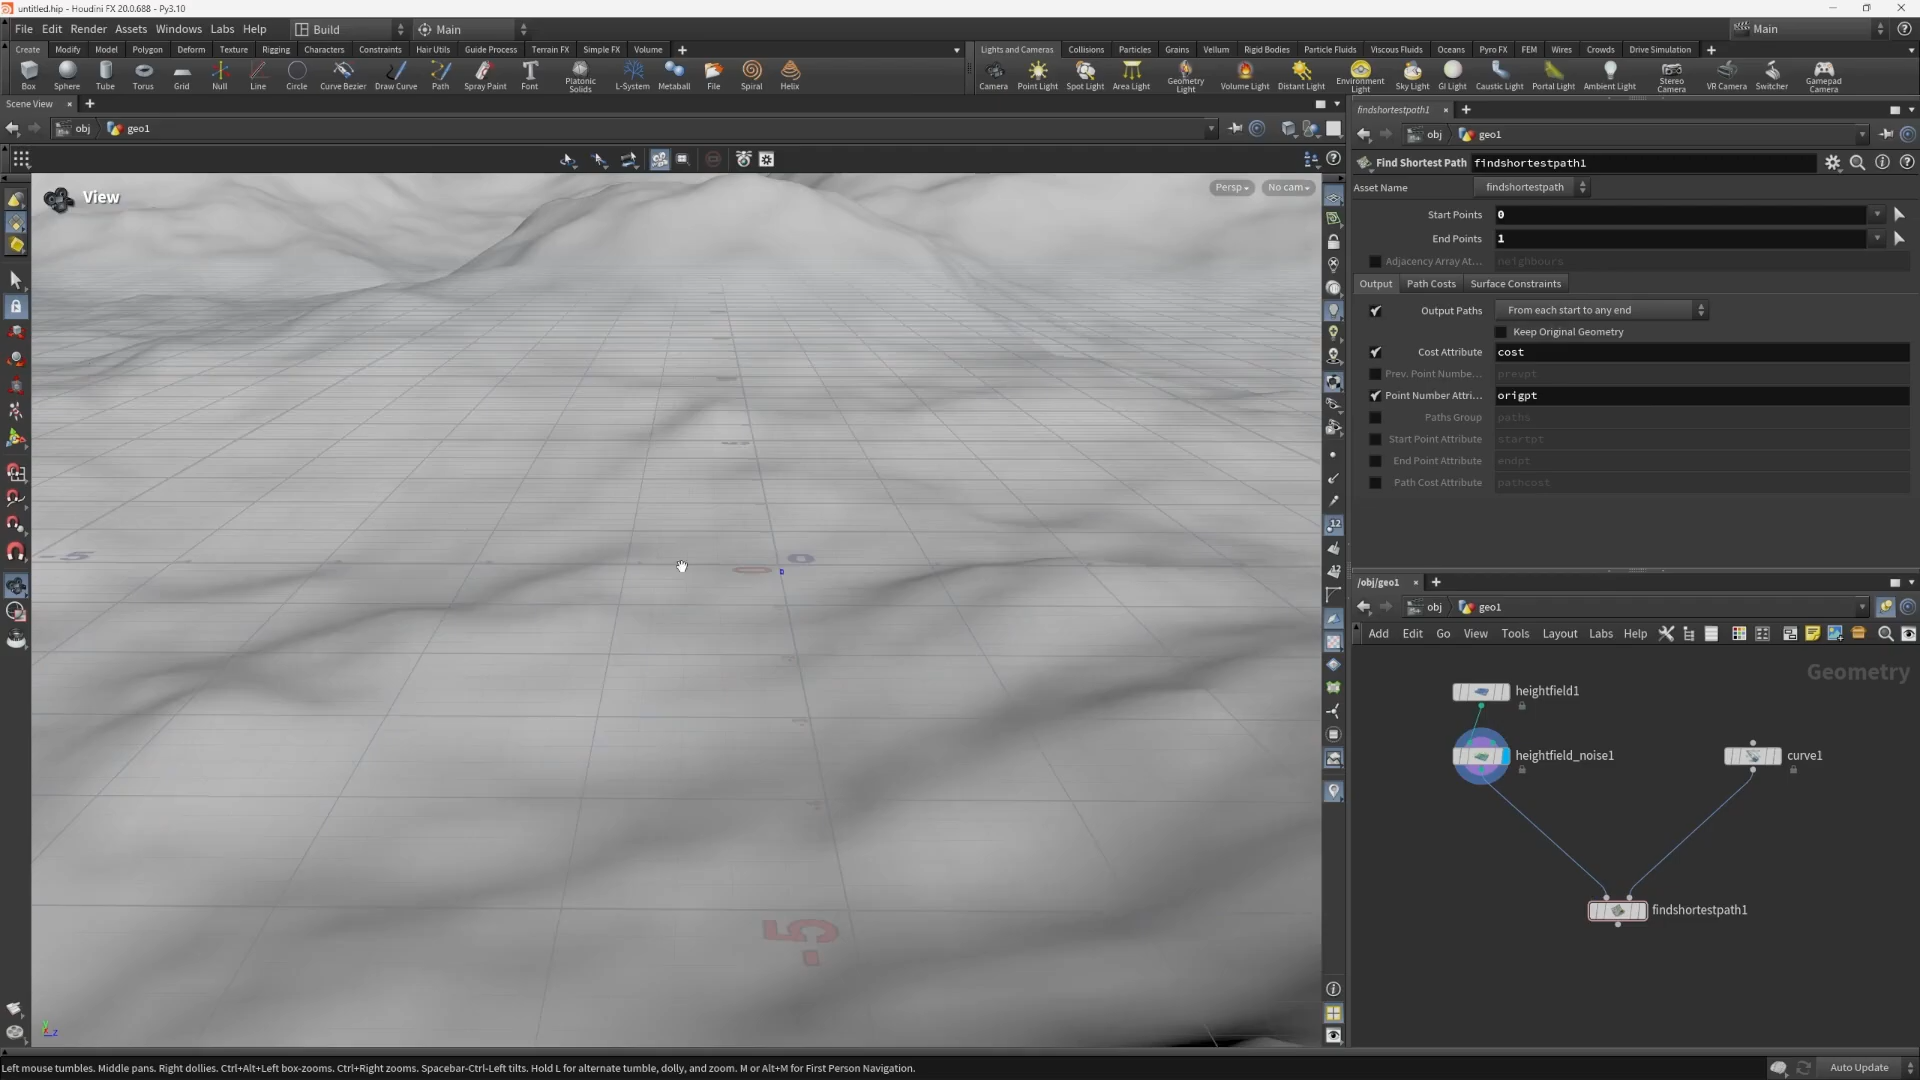 untitled.hip - Houdini FX 20.0.688 - Py3.10
File Edit Render Assets Windows Labs Help Build Main Main
Create Modify Model Polygon Deform Texture Rigging Characters Constraints Hair Utils Guide Process Terrain FX Simple FX Volume
Lights and Cameras Collisions Particles Grains Vellum Rigid Bodies Particle Fluids Viscous Fluids Oceans Pyro FX FEM Wires Crowds Drive Simulation
Box Sphere Tube Torus Grid Null Line Circle Curve Bezier Draw Curve Path Spray Paint Font Platonic Solids L-System Metaball File Spiral Helix
Camera Point Light Spot Light Area Light Geometry Light Volume Light Distant Light Environment Light Sky Light GI Light Caustic Light Portal Light Ambient Light Stereo Camera VR Camera Switcher Gamepad Camera
Scene View
obj geo1
View
Persp No cam
-5
0
0
-5
findshortestpath1
obj geo1
Find Shortest Path findshortestpath1
Asset Name findshortestpath
Start Points 0
End Points 1
Adjacency Array At... neighbours
Output Path Costs Surface Constraints
Output Paths From each start to any end
Keep Original Geometry
Cost Attribute cost
Prev. Point Numbe... prevpt
Point Number Attri... origpt
Paths Group paths
Start Point Attribute startpt
End Point Attribute endpt
Path Cost Attribute pathcost
/obj/geo1
obj geo1
Add Edit Go View Tools Layout Labs Help
Geometry
heightfield1
heightfield_noise1
curve1
findshortestpath1
Left mouse tumbles. Middle pans. Right dollies. Ctrl+Alt+Left box-zooms. Ctrl+Right zooms. Spacebar-Ctrl-Left tilts. Hold L for alternate tumble, dolly, and zoom. M or Alt+M for First Person Navigation.
Auto Update